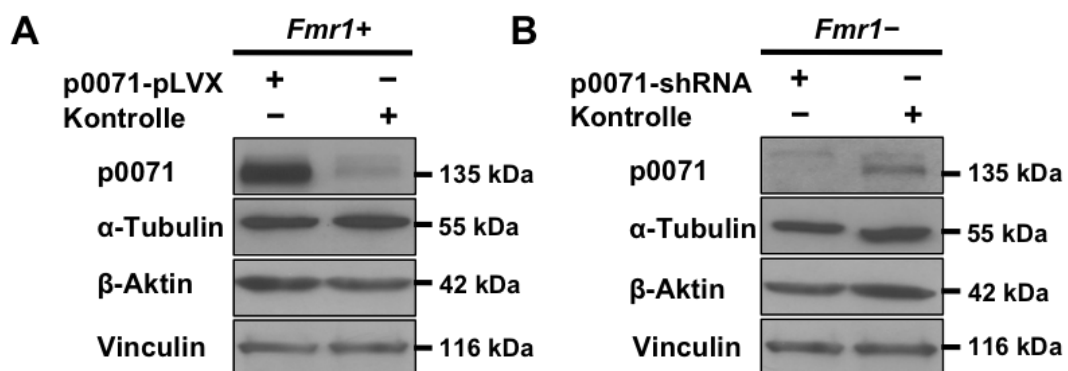 A
Fmr1+
p0071-pLVX + −
Kontrolle − +
p0071 135 kDa
α-Tubulin 55 kDa
β-Aktin 42 kDa
Vinculin 116 kDa
B
Fmr1−
p0071-shRNA + −
Kontrolle − +
p0071 135 kDa
α-Tubulin 55 kDa
β-Aktin 42 kDa
Vinculin 116 kDa